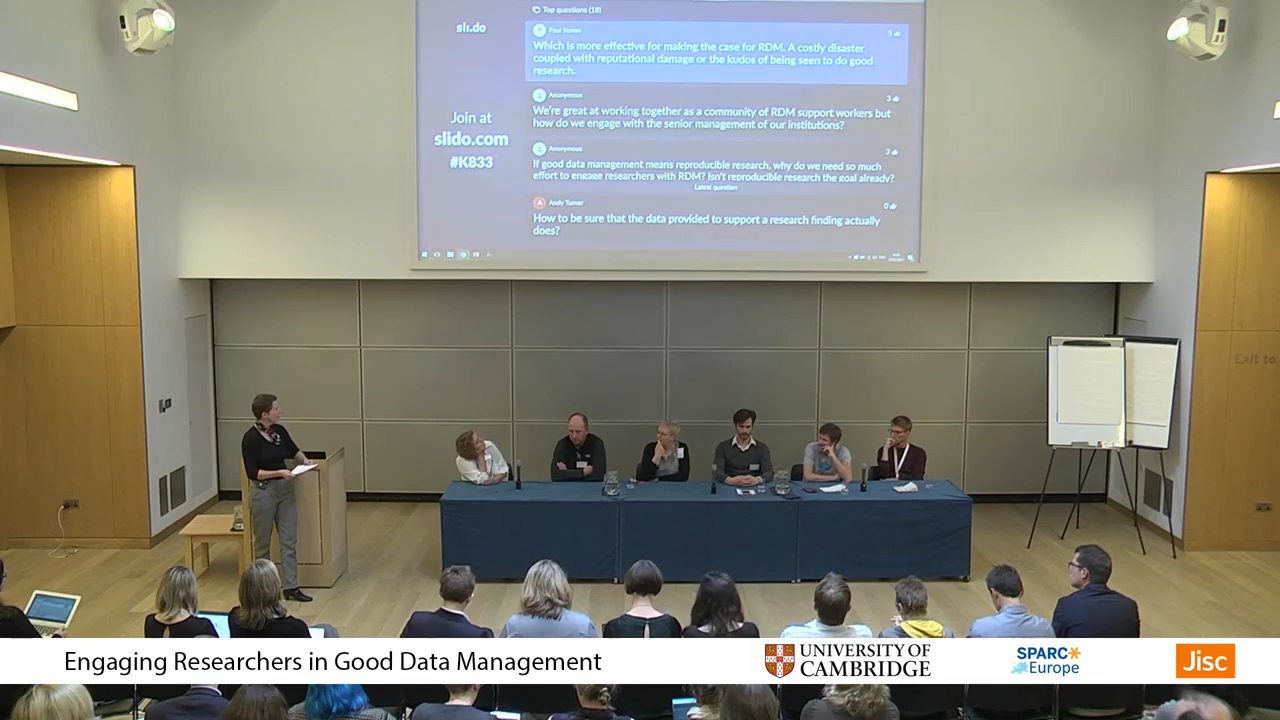 sli.do
Top questions (18)
Paul Stokes
5
Which is more effective for making the case for RDM. A costly disaster
coupled with reputational damage or the kudos of being seen to do good
research.
Anonymous
3
We're great at working together as a community of RDM support workers but
how do we engage with the senior management of our institutions?
Join at
slido.com
#K833
Anonymous
3
If good data management means reproducible research, why do we need so much
effort to engage researchers with RDM? Isn't reproducible research the goal already?
Latest question
A
Andy Turner
0
How to be sure that the data provided to support a research finding actually
does?
Exit to
Engaging Researchers in Good Data Management
UNIVERSITY OF
CAMBRIDGE
SPARC*
Europe
Jisc